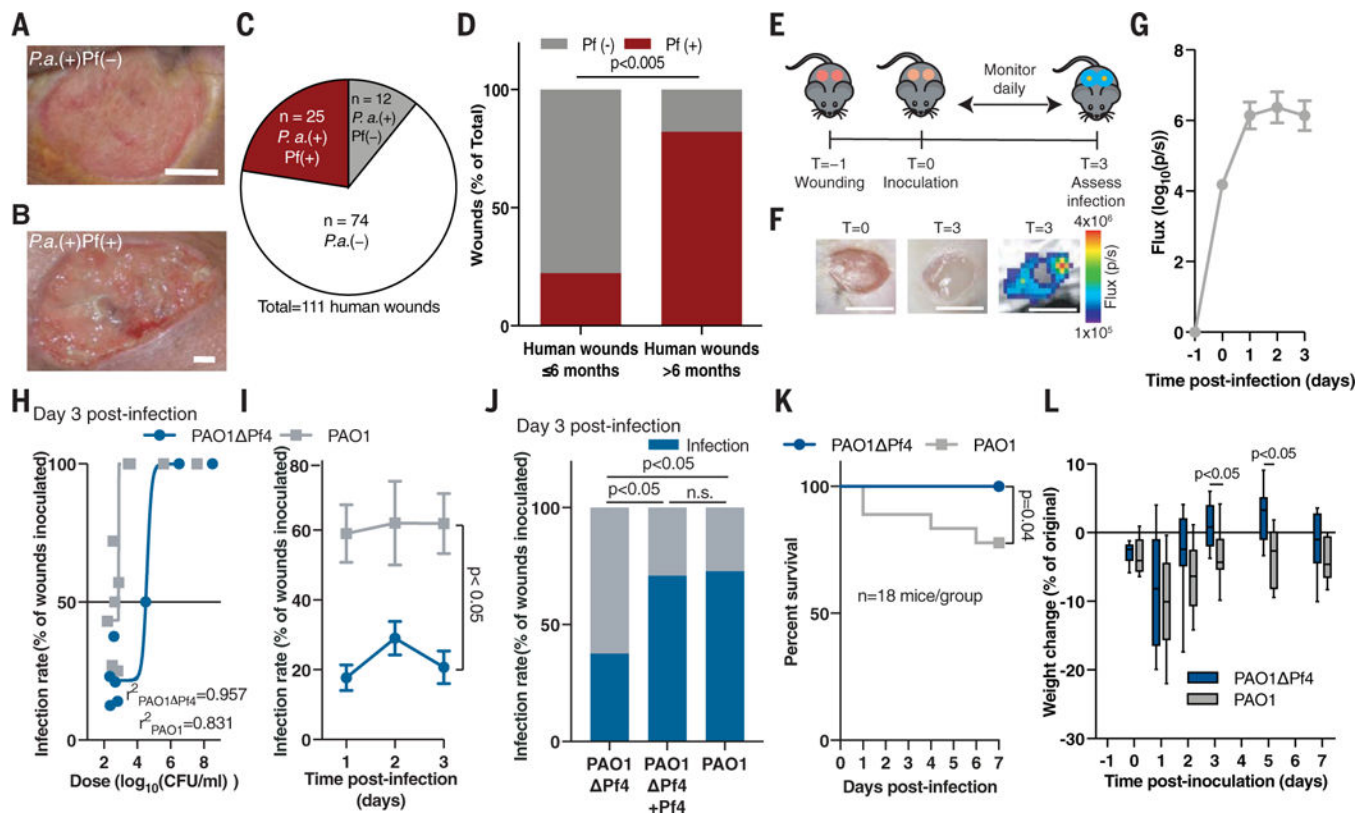 A
P.a.(+)Pf(−)
B
P.a.(+)Pf(+)
C
n = 25
P. a.(+)
Pf(+)
n = 12
P. a.(+)
Pf(−)
n = 74
P.a.(−)
Total=111 human wounds
D
Pf (-) Pf (+)
p<0.005
Wounds (% of Total)
100
50
0
Human wounds
≤6 months
Human wounds
>6 months
E
Monitor
daily
T=−1
Wounding
T=0
Inoculation
T=3
Assess
infection
F
T=0 T=3 T=3
4x10⁶
Flux (p/s)
1x10⁵
G
Flux (log₁₀(p/s))
8
6
4
2
0
-1 0 1 2 3
Time post-infection (days)
H
Day 3 post-infection
PAO1ΔPf4 PAO1
Infection rate (% of wounds inoculated)
100
50
0
r²PAO1ΔPf4=0.957
r²PAO1=0.831
2 4 6 8
Dose (log₁₀(CFU/ml) )
I
Infection rate (% of wounds inoculated)
80
60
40
20
0
p< 0.05
1 2 3
Time post-infection
(days)
J
Day 3 post-infection
Infection
p<0.05
p<0.05 n.s.
Infection rate(% of wounds inoculated)
100
50
0
PAO1
ΔPf4
PAO1
ΔPf4
+Pf4
PAO1
K
PAO1ΔPf4 PAO1
Percent survival
100
50
0
p=0.04
n=18 mice/group
0 1 2 3 4 5 6 7
Days post-infection
L
Weight change (% of original)
10
0
-10
-20
-30
p<0.05
p<0.05
PAO1ΔPf4
PAO1
-1 0 1 2 3 5 7
Time post-inoculation (days)